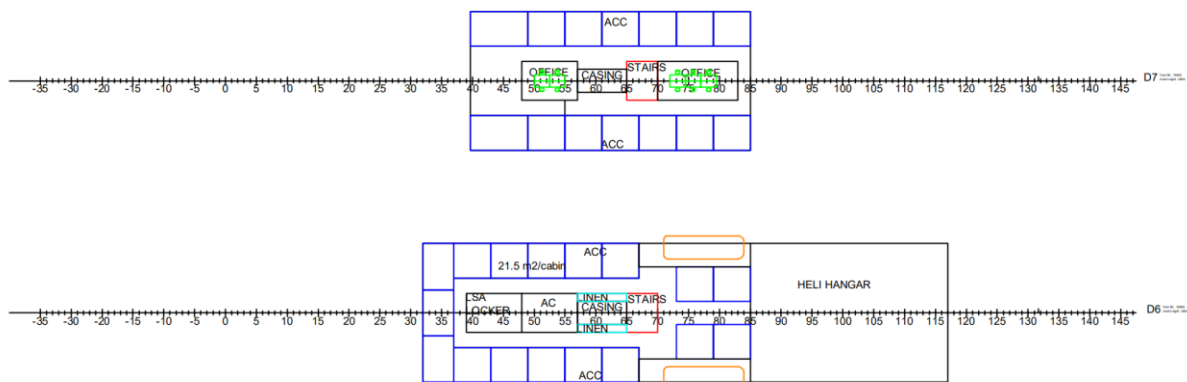 ACC
OFFICE
CASING
STAIRS
OFFICE
D7
-35 -30 -25 -20 -15 -10 -5 0 5 10 15 20 25 30 35 40 45 50 55 60 65 70 75 80 85 90 95 100 105 110 115 120 125 130 135 140 145
ACC
ACC
21.5 m2/cabin
HELI HANGAR
LSA
LOCKER
AC
LINEN
CASING
STAIRS
D6
-35 -30 -25 -20 -15 -10 -5 0 5 10 15 20 25 30 35 40 45 50 55 60 65 70 75 80 85 90 95 100 105 110 115 120 125 130 135 140 145
LINEN
ACC